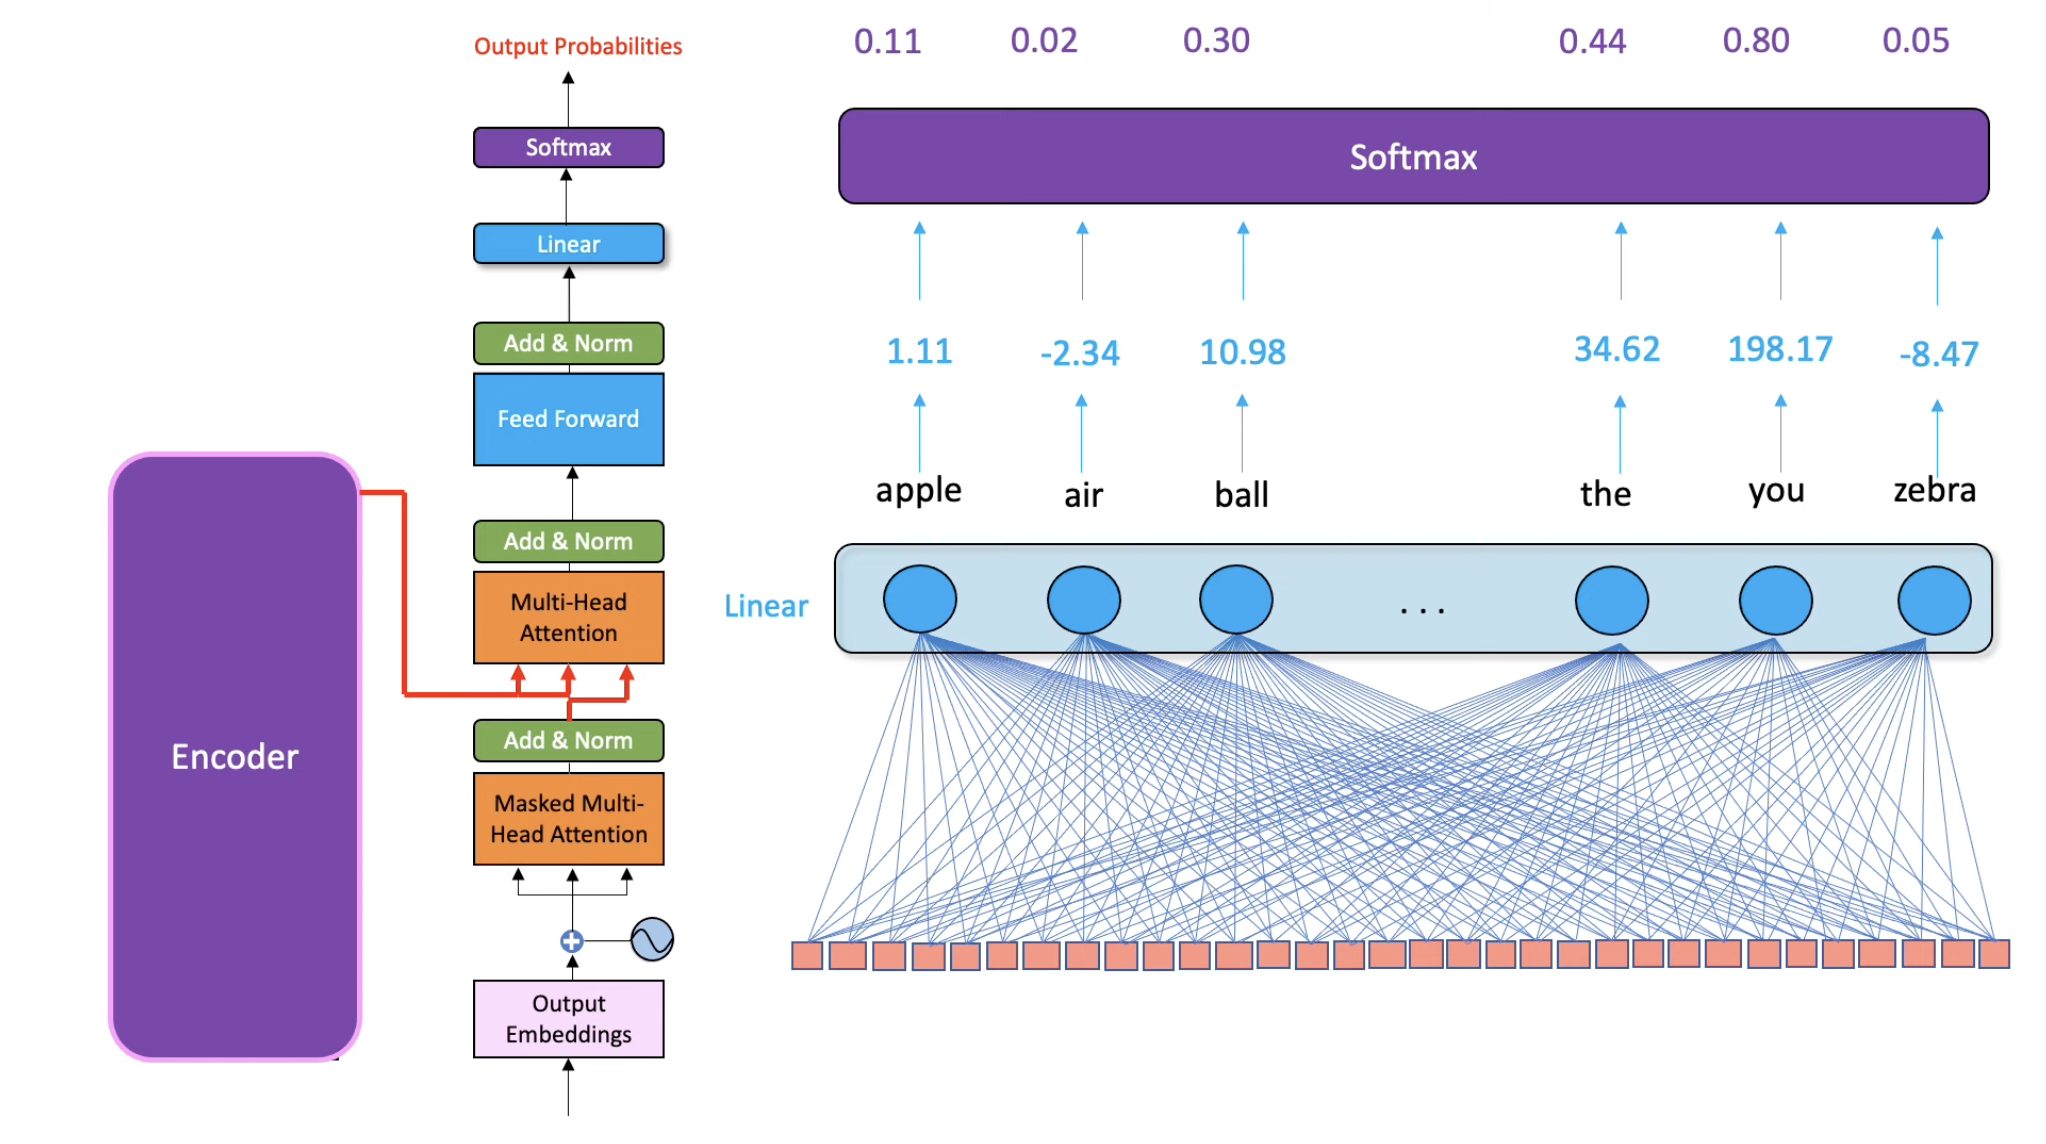 Output Probabilities
Softmax
Linear
Add & Norm
Feed Forward
Add & Norm
Multi-Head
Attention
Add & Norm
Masked Multi-
Head Attention
Output
Embeddings
Encoder
0.11 0.02 0.30 0.44 0.80 0.05
Softmax
1.11 -2.34 10.98 34.62 198.17 -8.47
apple air ball the you zebra
Linear ...